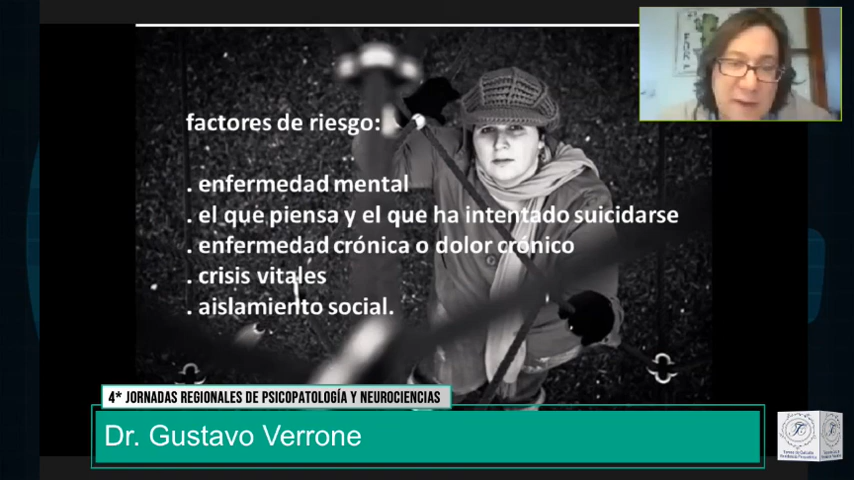 factores de riesgo:
. enfermedad mental
. el que piensa y el que ha intentado suicidarse
. enfermedad crónica o dolor crónico
. crisis vitales
. aislamiento social.
4* JORNADAS REGIONALES DE PSICOPATOLOGÍA Y NEUROCIENCIAS
Dr. Gustavo Verrone